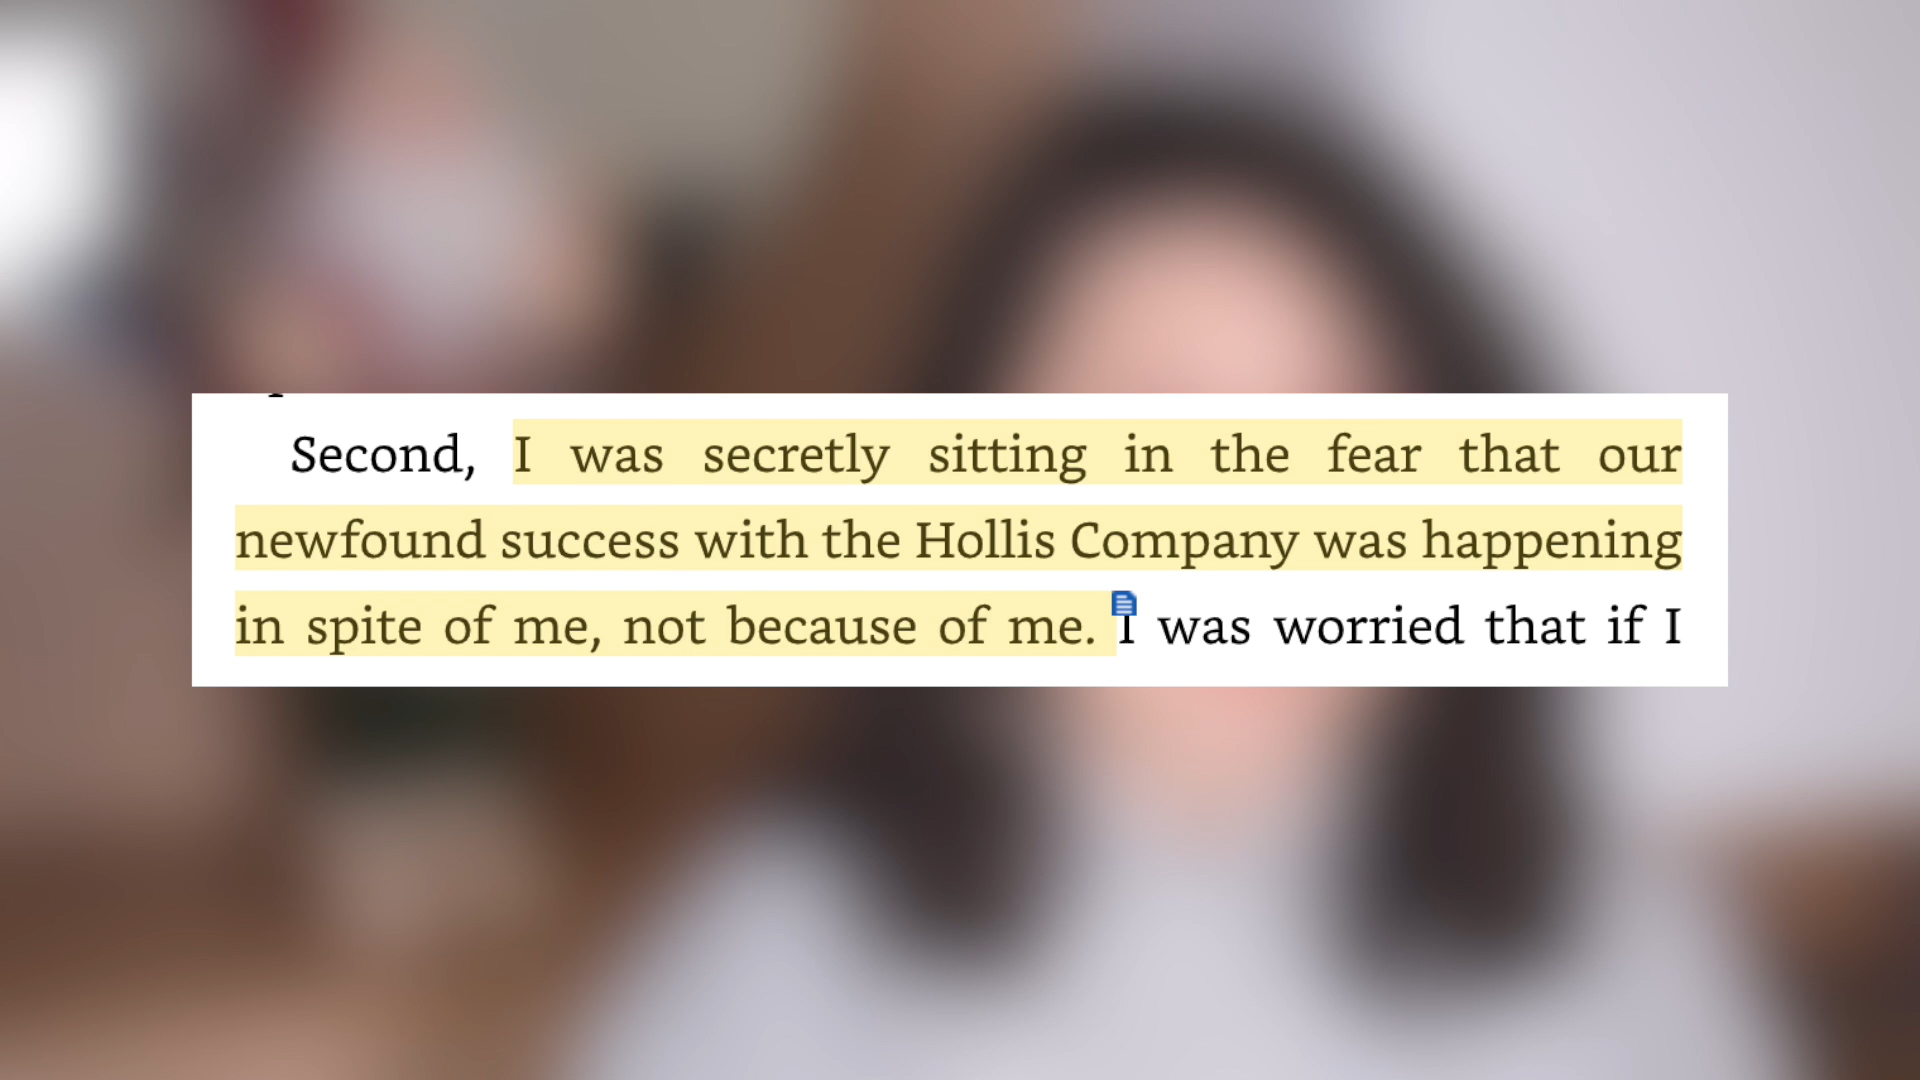 Second, I was secretly sitting in the fear that our
newfound success with the Hollis Company was happening
in spite of me, not because of me. I was worried that if I